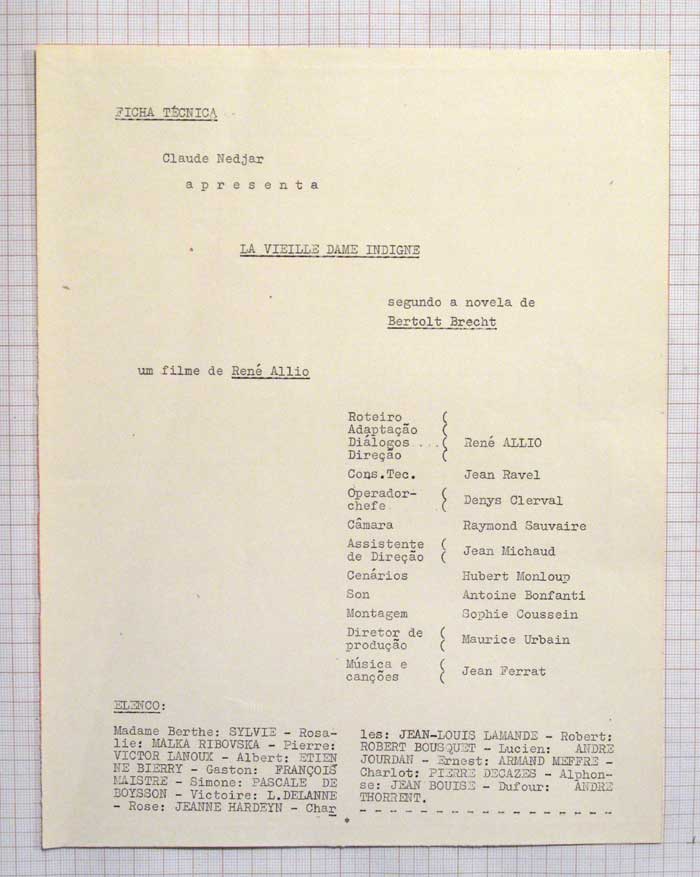 FICHA TÉCNICA
Claude Nedjar
a p r e s e n t a
LA VIEILLE DAME INDIGNE
segundo a novela de
Bertolt Brecht
um filme de René Allio
Roteiro (
Adaptação (
Diálogos...( René ALLIO
Direção (
Cons.Tec. Jean Ravel
Operador- (
chefe ( Denys Clerval
Câmara Raymond Sauvaire
Assistente (
de Direção ( Jean Michaud
Cenários Hubert Monloup
Son Antoine Bonfanti
Montagem Sophie Coussein
Diretor de (
produção ( Maurice Urbain
Música e (
canções ( Jean Ferrat
ELENCO:
Madame Berthe: SYLVIE - Rosa-
lie: MALKA RIBOVSKA - Pierre:
VICTOR LANOUX - Albert: ETIEN
NE BIERRY - Gaston: FRANÇOIS
MAISTRE - Simone: PASCALE DE
BOYSSON - Victoire: L.DELANNE
- Rose: JEANNE HARDEYN - Char
les: JEAN-LOUIS LAMANDE - Robert:
ROBERT BOUSQUET - Lucien: ANDRE
JOURDAN - Ernest: ARMAND MEFFRE -
Charlot: PIERRE DECAZES - Alphon-
se: JEAN BOUISE - Dufour: ANDRE
THORRENT.